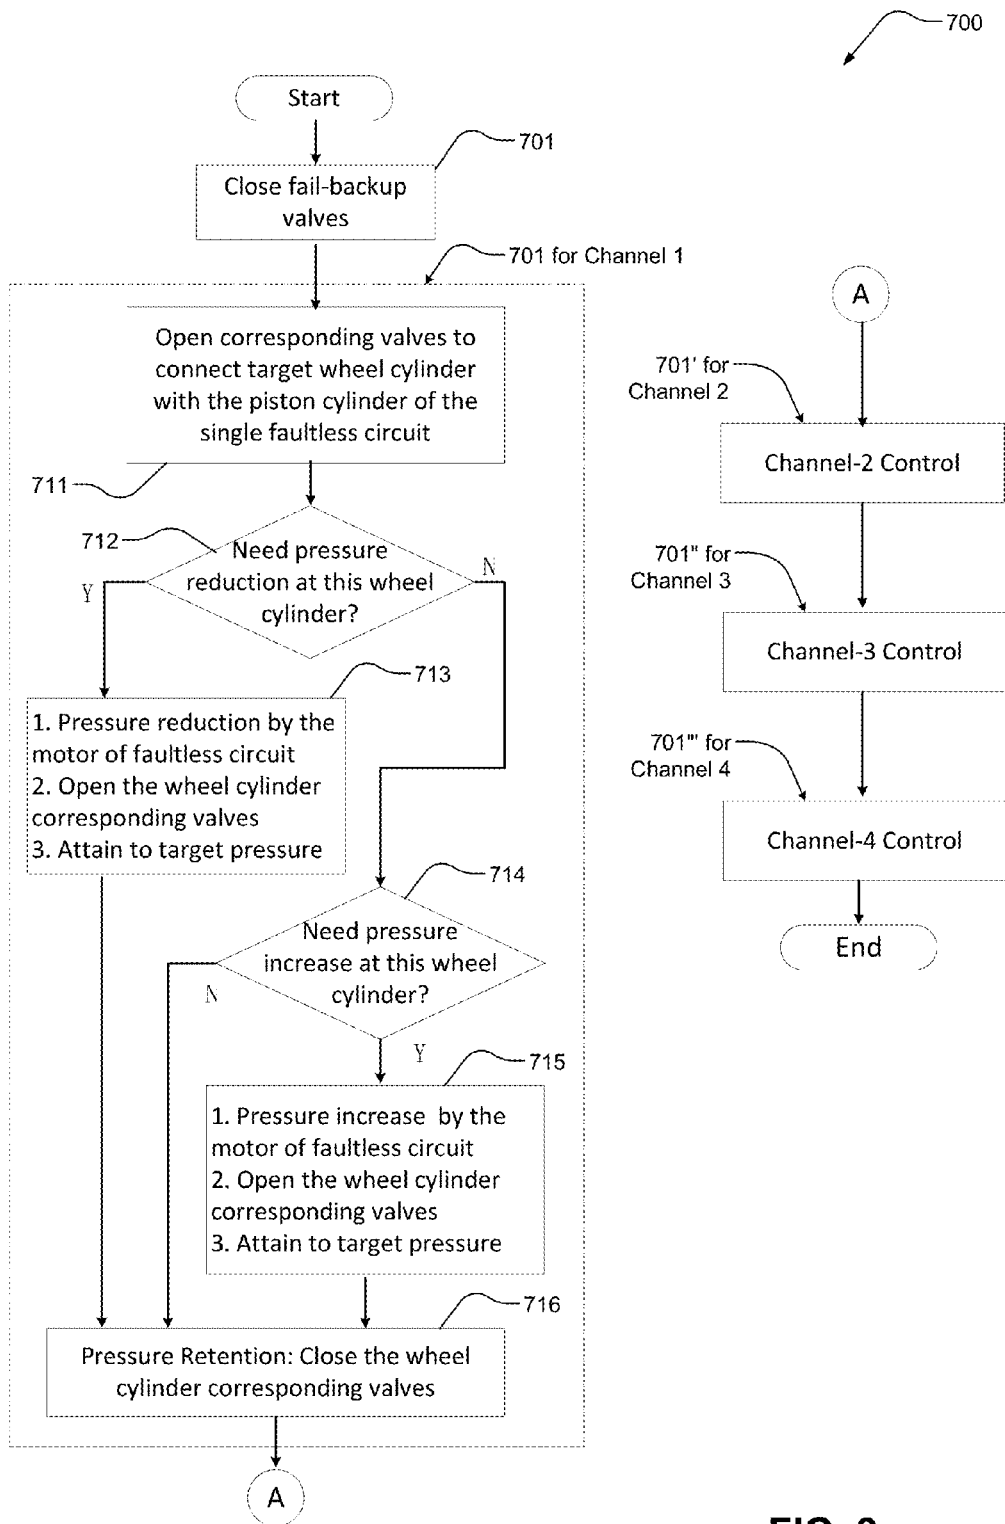 700
Start
701
Close fail-backup
valves
701 for Channel 1
Open corresponding valves to
connect target wheel cylinder
with the piston cylinder of the
single faultless circuit
711
712
Need pressure
reduction at this wheel
cylinder?
Y
N
713
1. Pressure reduction by the
motor of faultless circuit
2. Open the wheel cylinder
corresponding valves
3. Attain to target pressure
714
Need pressure
increase at this wheel
cylinder?
N
Y
715
1. Pressure increase by the
motor of faultless circuit
2. Open the wheel cylinder
corresponding valves
3. Attain to target pressure
716
Pressure Retention: Close the wheel
cylinder corresponding valves
A
A
701' for
Channel 2
Channel-2 Control
701" for
Channel 3
Channel-3 Control
701"' for
Channel 4
Channel-4 Control
End